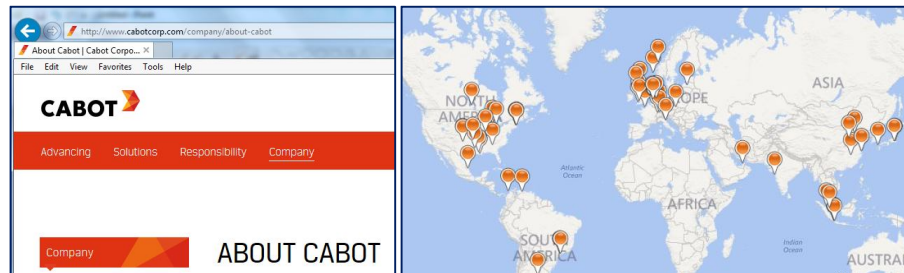 http://www.cabotcorp.com/company/about-cabot
About Cabot | Cabot Corpo...
File Edit View Favorites Tools Help
CABOT
Advancing Solutions Responsibility Company
Company
ABOUT CABOT
NORTH
AMERICA
EUROPE
ASIA
Atlantic
Ocean
AFRICA
SOUTH
AMERICA
Indian
Ocean
AUSTRA